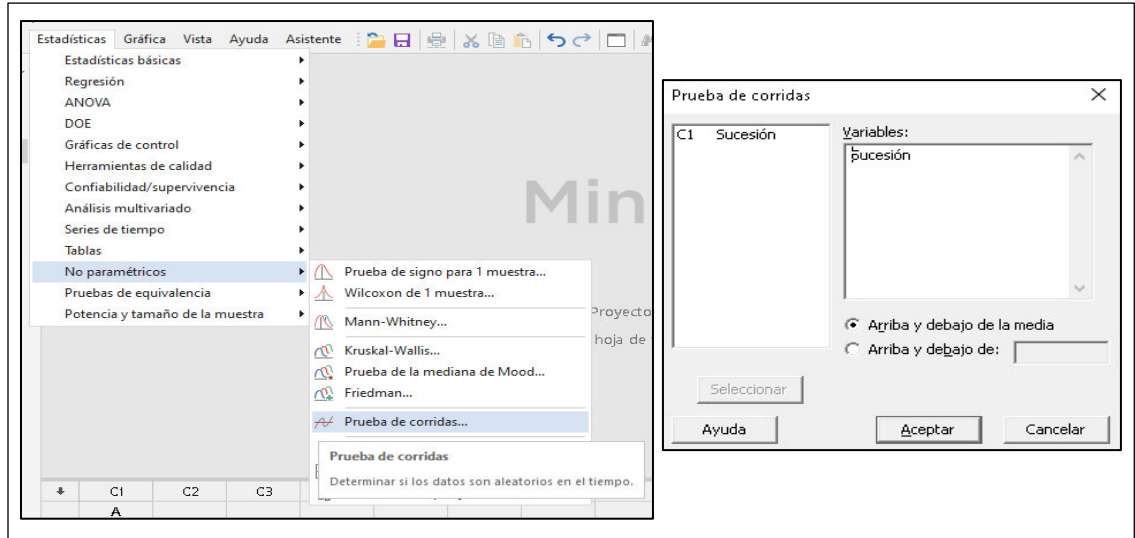 Estadísticas Gráfica Vista Ayuda Asistente
Estadísticas básicas
Regresión
ANOVA
DOE
Gráficas de control
Herramientas de calidad
Confiabilidad/supervivencia
Análisis multivariado
Series de tiempo
Tablas
No paramétricos
Pruebas de equivalencia
Potencia y tamaño de la muestra
Min
Prueba de signo para 1 muestra...
Wilcoxon de 1 muestra...
Mann-Whitney...
Kruskal-Wallis...
Prueba de la mediana de Mood...
Friedman...
Prueba de corridas...
Prueba de corridas
Determinar si los datos son aleatorios en el tiempo.
Proyecto
hoja de
C1 C2 C3
A
Prueba de corridas
C1 Sucesión
Variables:
Sucesión
Arriba y debajo de la media
Arriba y debajo de:
Seleccionar
Ayuda
Aceptar
Cancelar